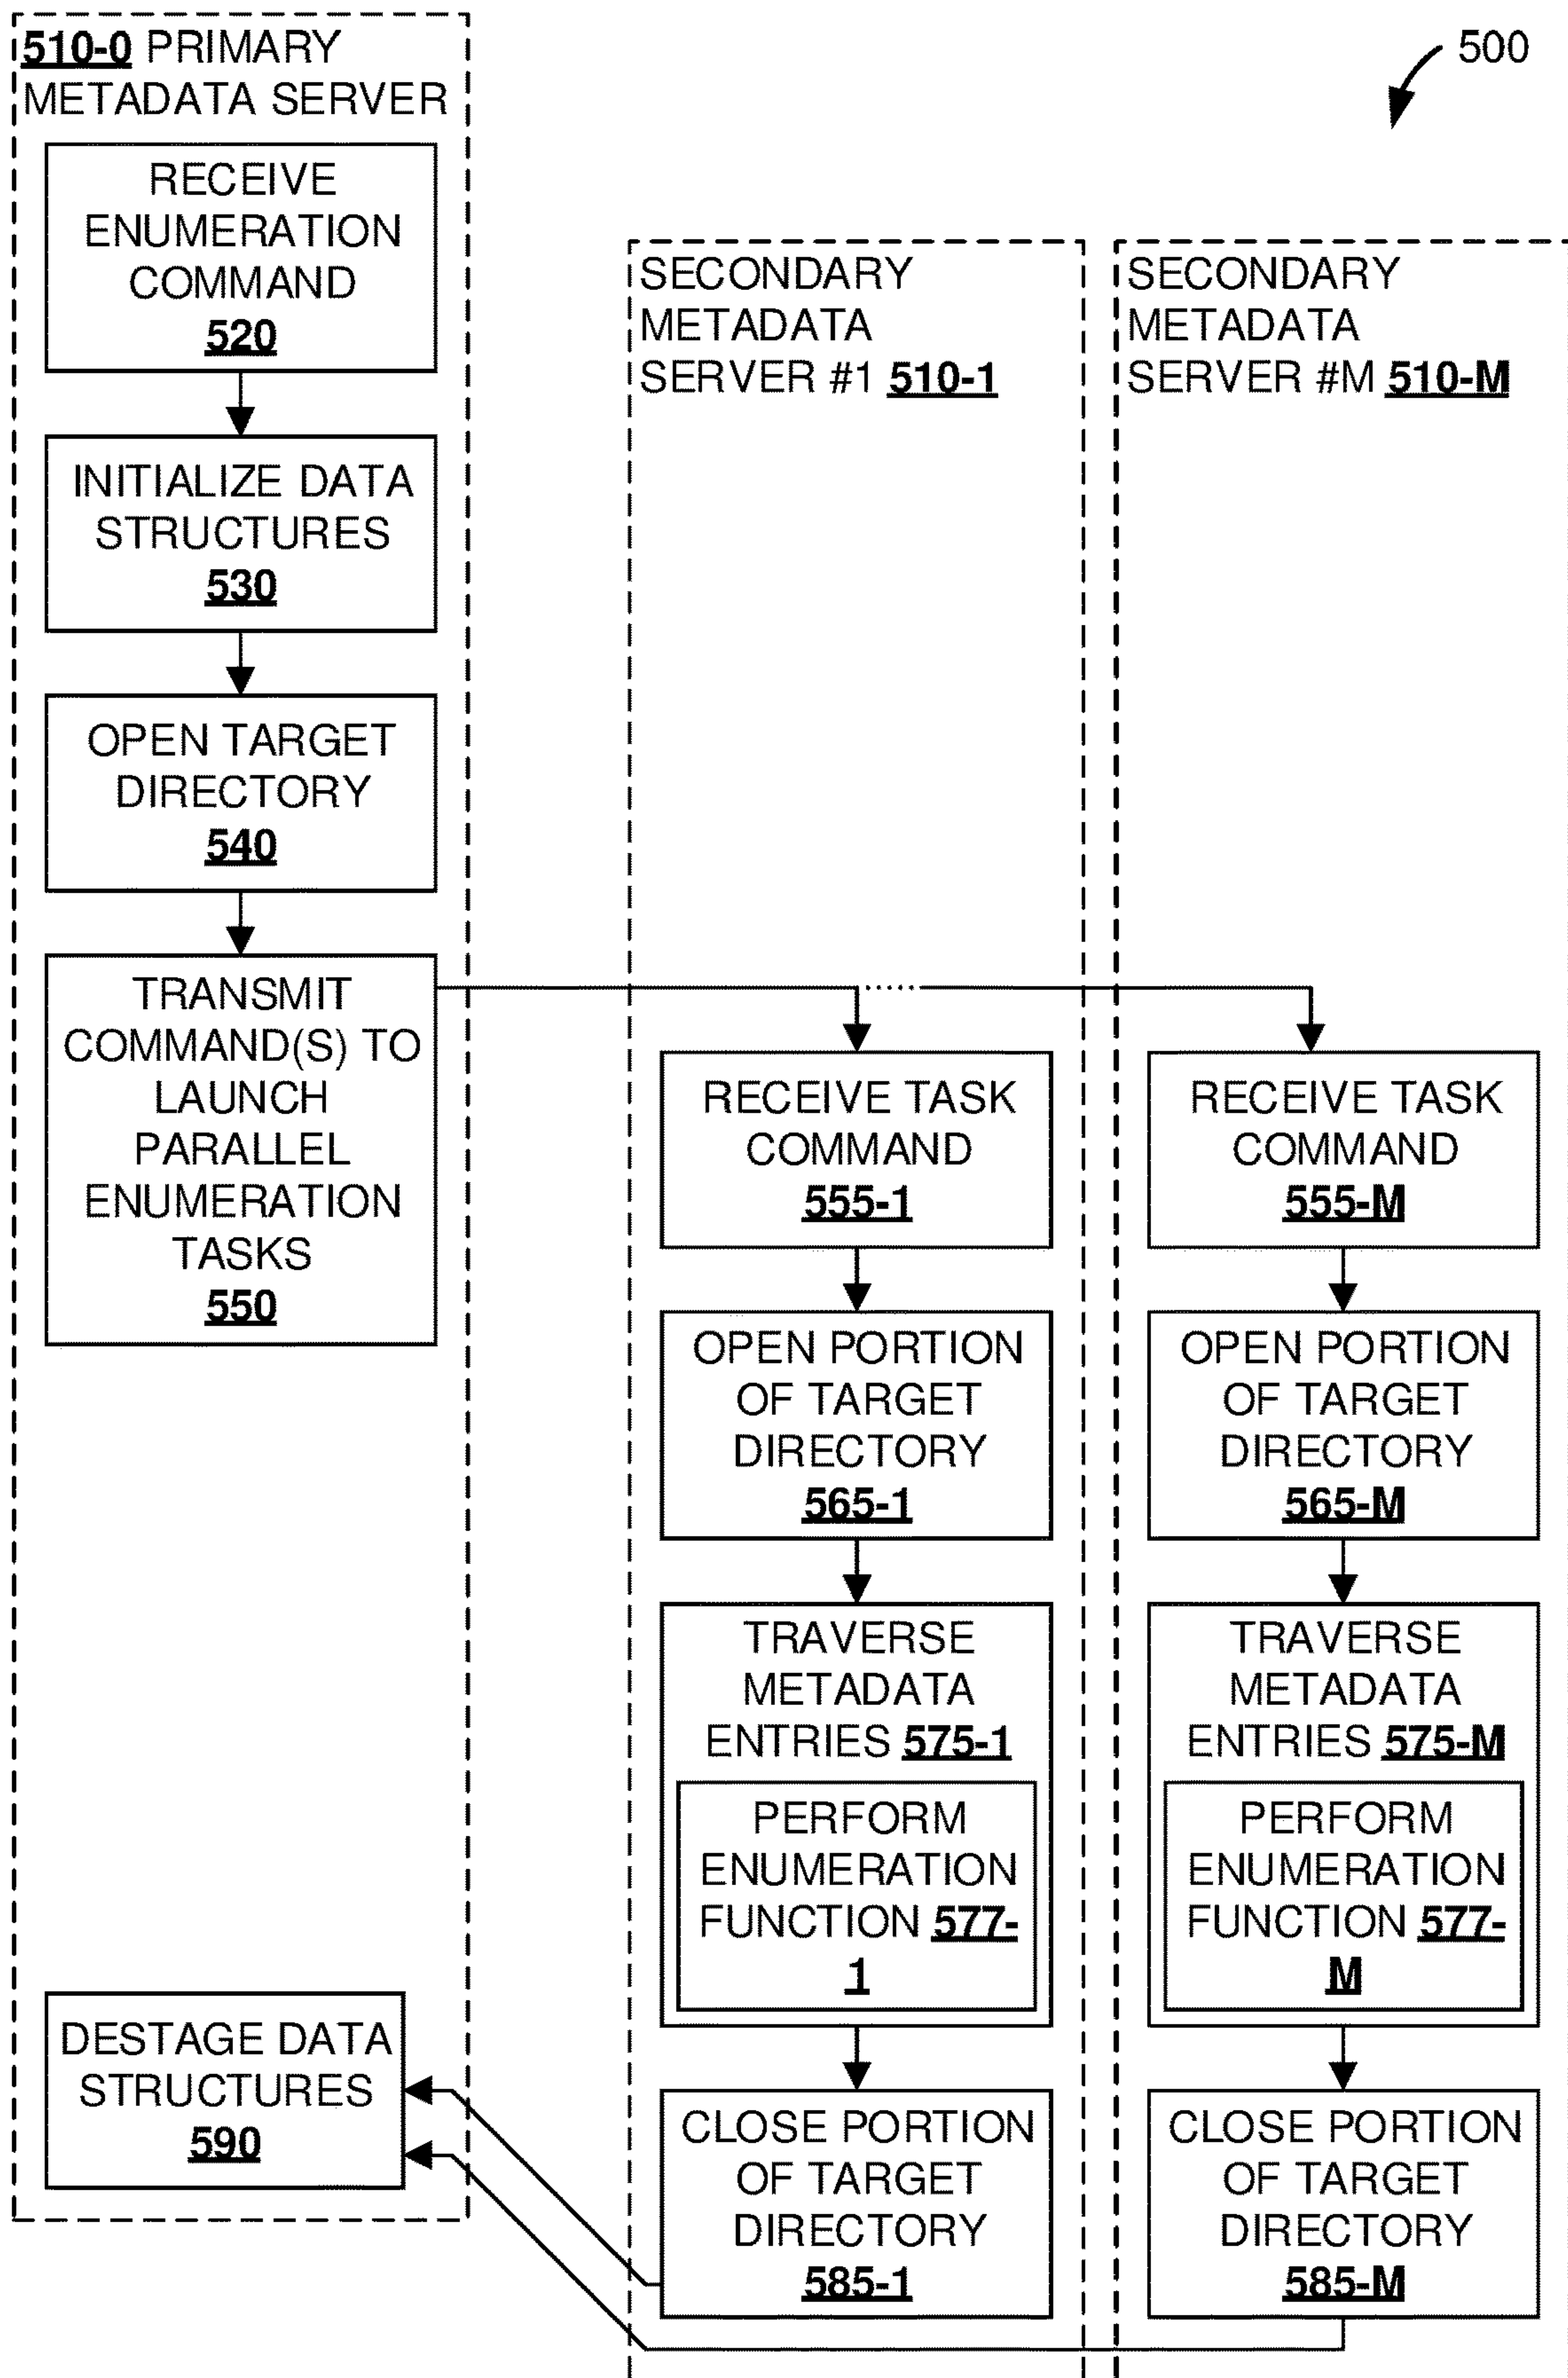 510-0 PRIMARY
METADATA SERVER
500
RECEIVE
ENUMERATION
COMMAND
520
INITIALIZE DATA
STRUCTURES
530
OPEN TARGET
DIRECTORY
540
TRANSMIT
COMMAND(S) TO
LAUNCH
PARALLEL
ENUMERATION
TASKS
550
DESTAGE DATA
STRUCTURES
590
SECONDARY
METADATA
SERVER #1 510-1
RECEIVE TASK
COMMAND
555-1
OPEN PORTION
OF TARGET
DIRECTORY
565-1
TRAVERSE
METADATA
ENTRIES 575-1
PERFORM
ENUMERATION
FUNCTION 577-
1
CLOSE PORTION
OF TARGET
DIRECTORY
585-1
SECONDARY
METADATA
SERVER #M 510-M
RECEIVE TASK
COMMAND
555-M
OPEN PORTION
OF TARGET
DIRECTORY
565-M
TRAVERSE
METADATA
ENTRIES 575-M
PERFORM
ENUMERATION
FUNCTION 577-
M
CLOSE PORTION
OF TARGET
DIRECTORY
585-M